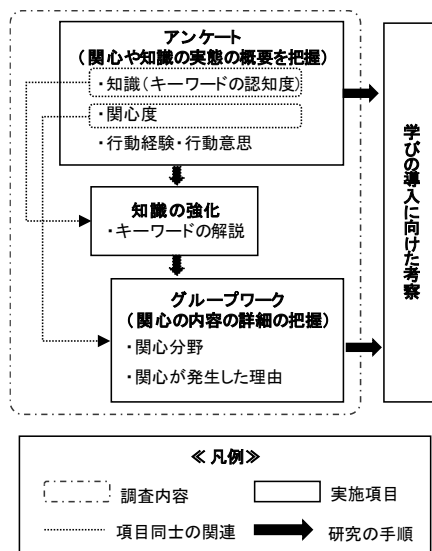 アンケート
(関心や知識の実態の概要を把握)
・知識(キーワードの認知度)
・関心度
・行動経験・行動意思
知識の強化
・キーワードの解説
グループワーク
(関心の内容の詳細の把握)
・関心分野
・関心が発生した理由
学びの導入に向けた考察
≪凡例≫
調査内容
実施項目
項目同士の関連
研究の手順